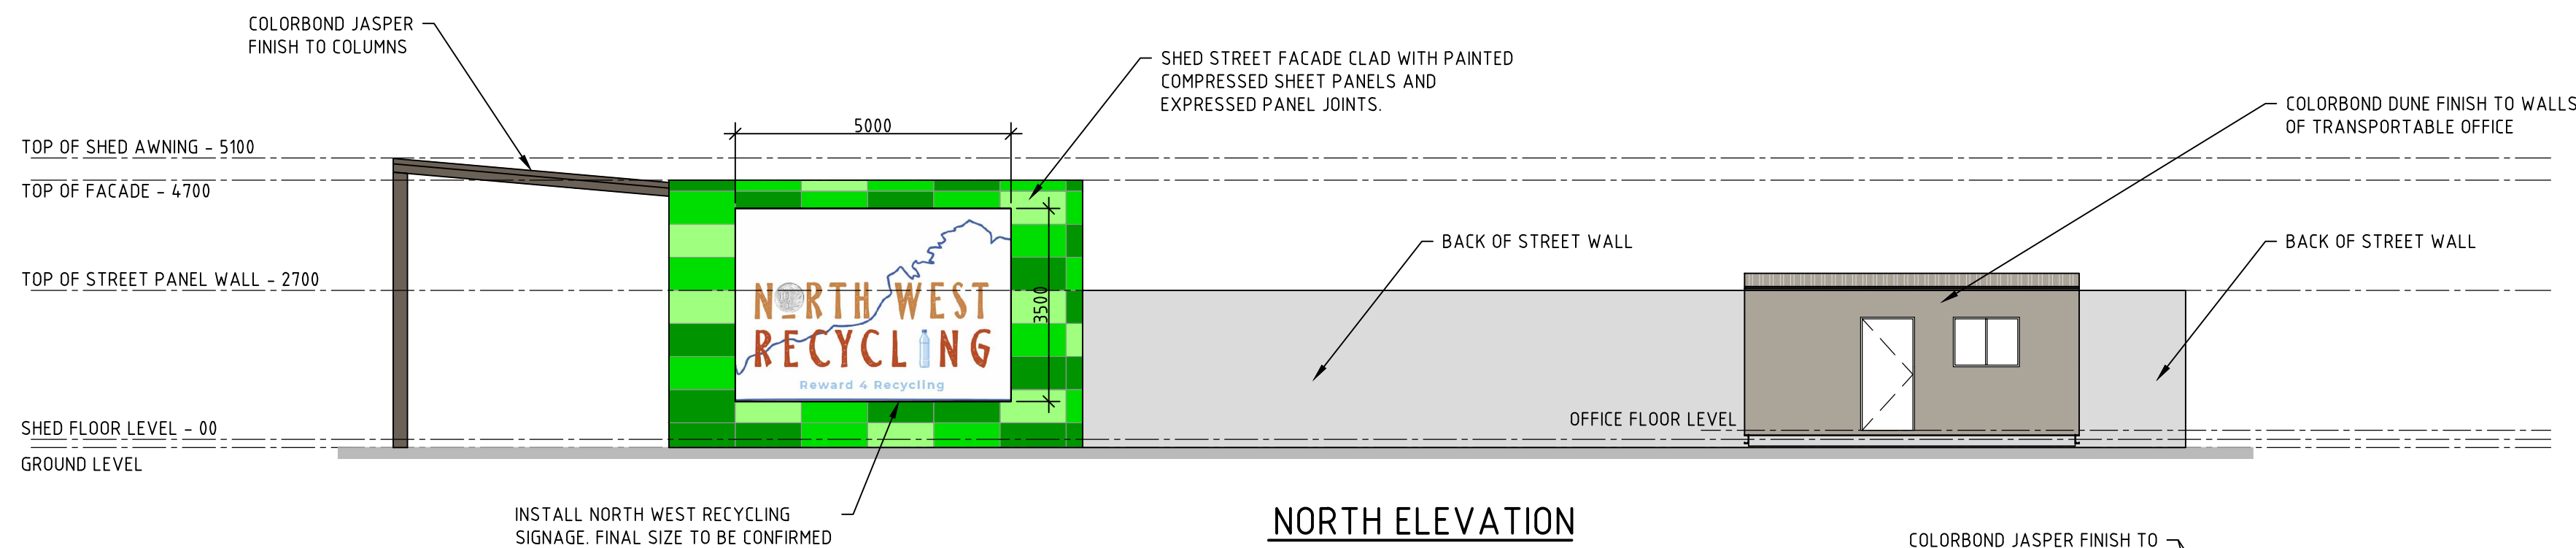 COLORBOND JASPER
FINISH TO COLUMNS
SHED STREET FACADE CLAD WITH PAINTED
COMPRESSED SHEET PANELS AND
EXPRESSED PANEL JOINTS.
COLORBOND DUNE FINISH TO WALLS
OF TRANSPORTABLE OFFICE
5000
TOP OF SHED AWNING - 5100
TOP OF FACADE - 4700
BACK OF STREET WALL
BACK OF STREET WALL
TOP OF STREET PANEL WALL - 2700
3500
NORTH WEST
RECYCLING
Reward 4 Recycling
SHED FLOOR LEVEL - 00
OFFICE FLOOR LEVEL
GROUND LEVEL
INSTALL NORTH WEST RECYCLING
SIGNAGE. FINAL SIZE TO BE CONFIRMED
NORTH ELEVATION
COLORBOND JASPER FINISH TO